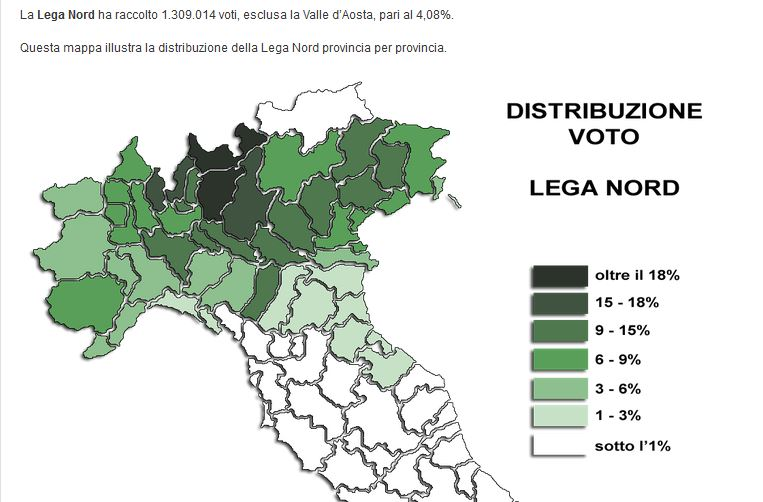 La Lega Nord ha raccolto 1.309.014 voti, esclusa la Valle d'Aosta, pari al 4,08%.
Questa mappa illustra la distribuzione della Lega Nord provincia per provincia.
DISTRIBUZIONE
VOTO
LEGA NORD
oltre il 18%
15 - 18%
9 - 15%
6 - 9%
3 - 6%
1 - 3%
sotto l'1%